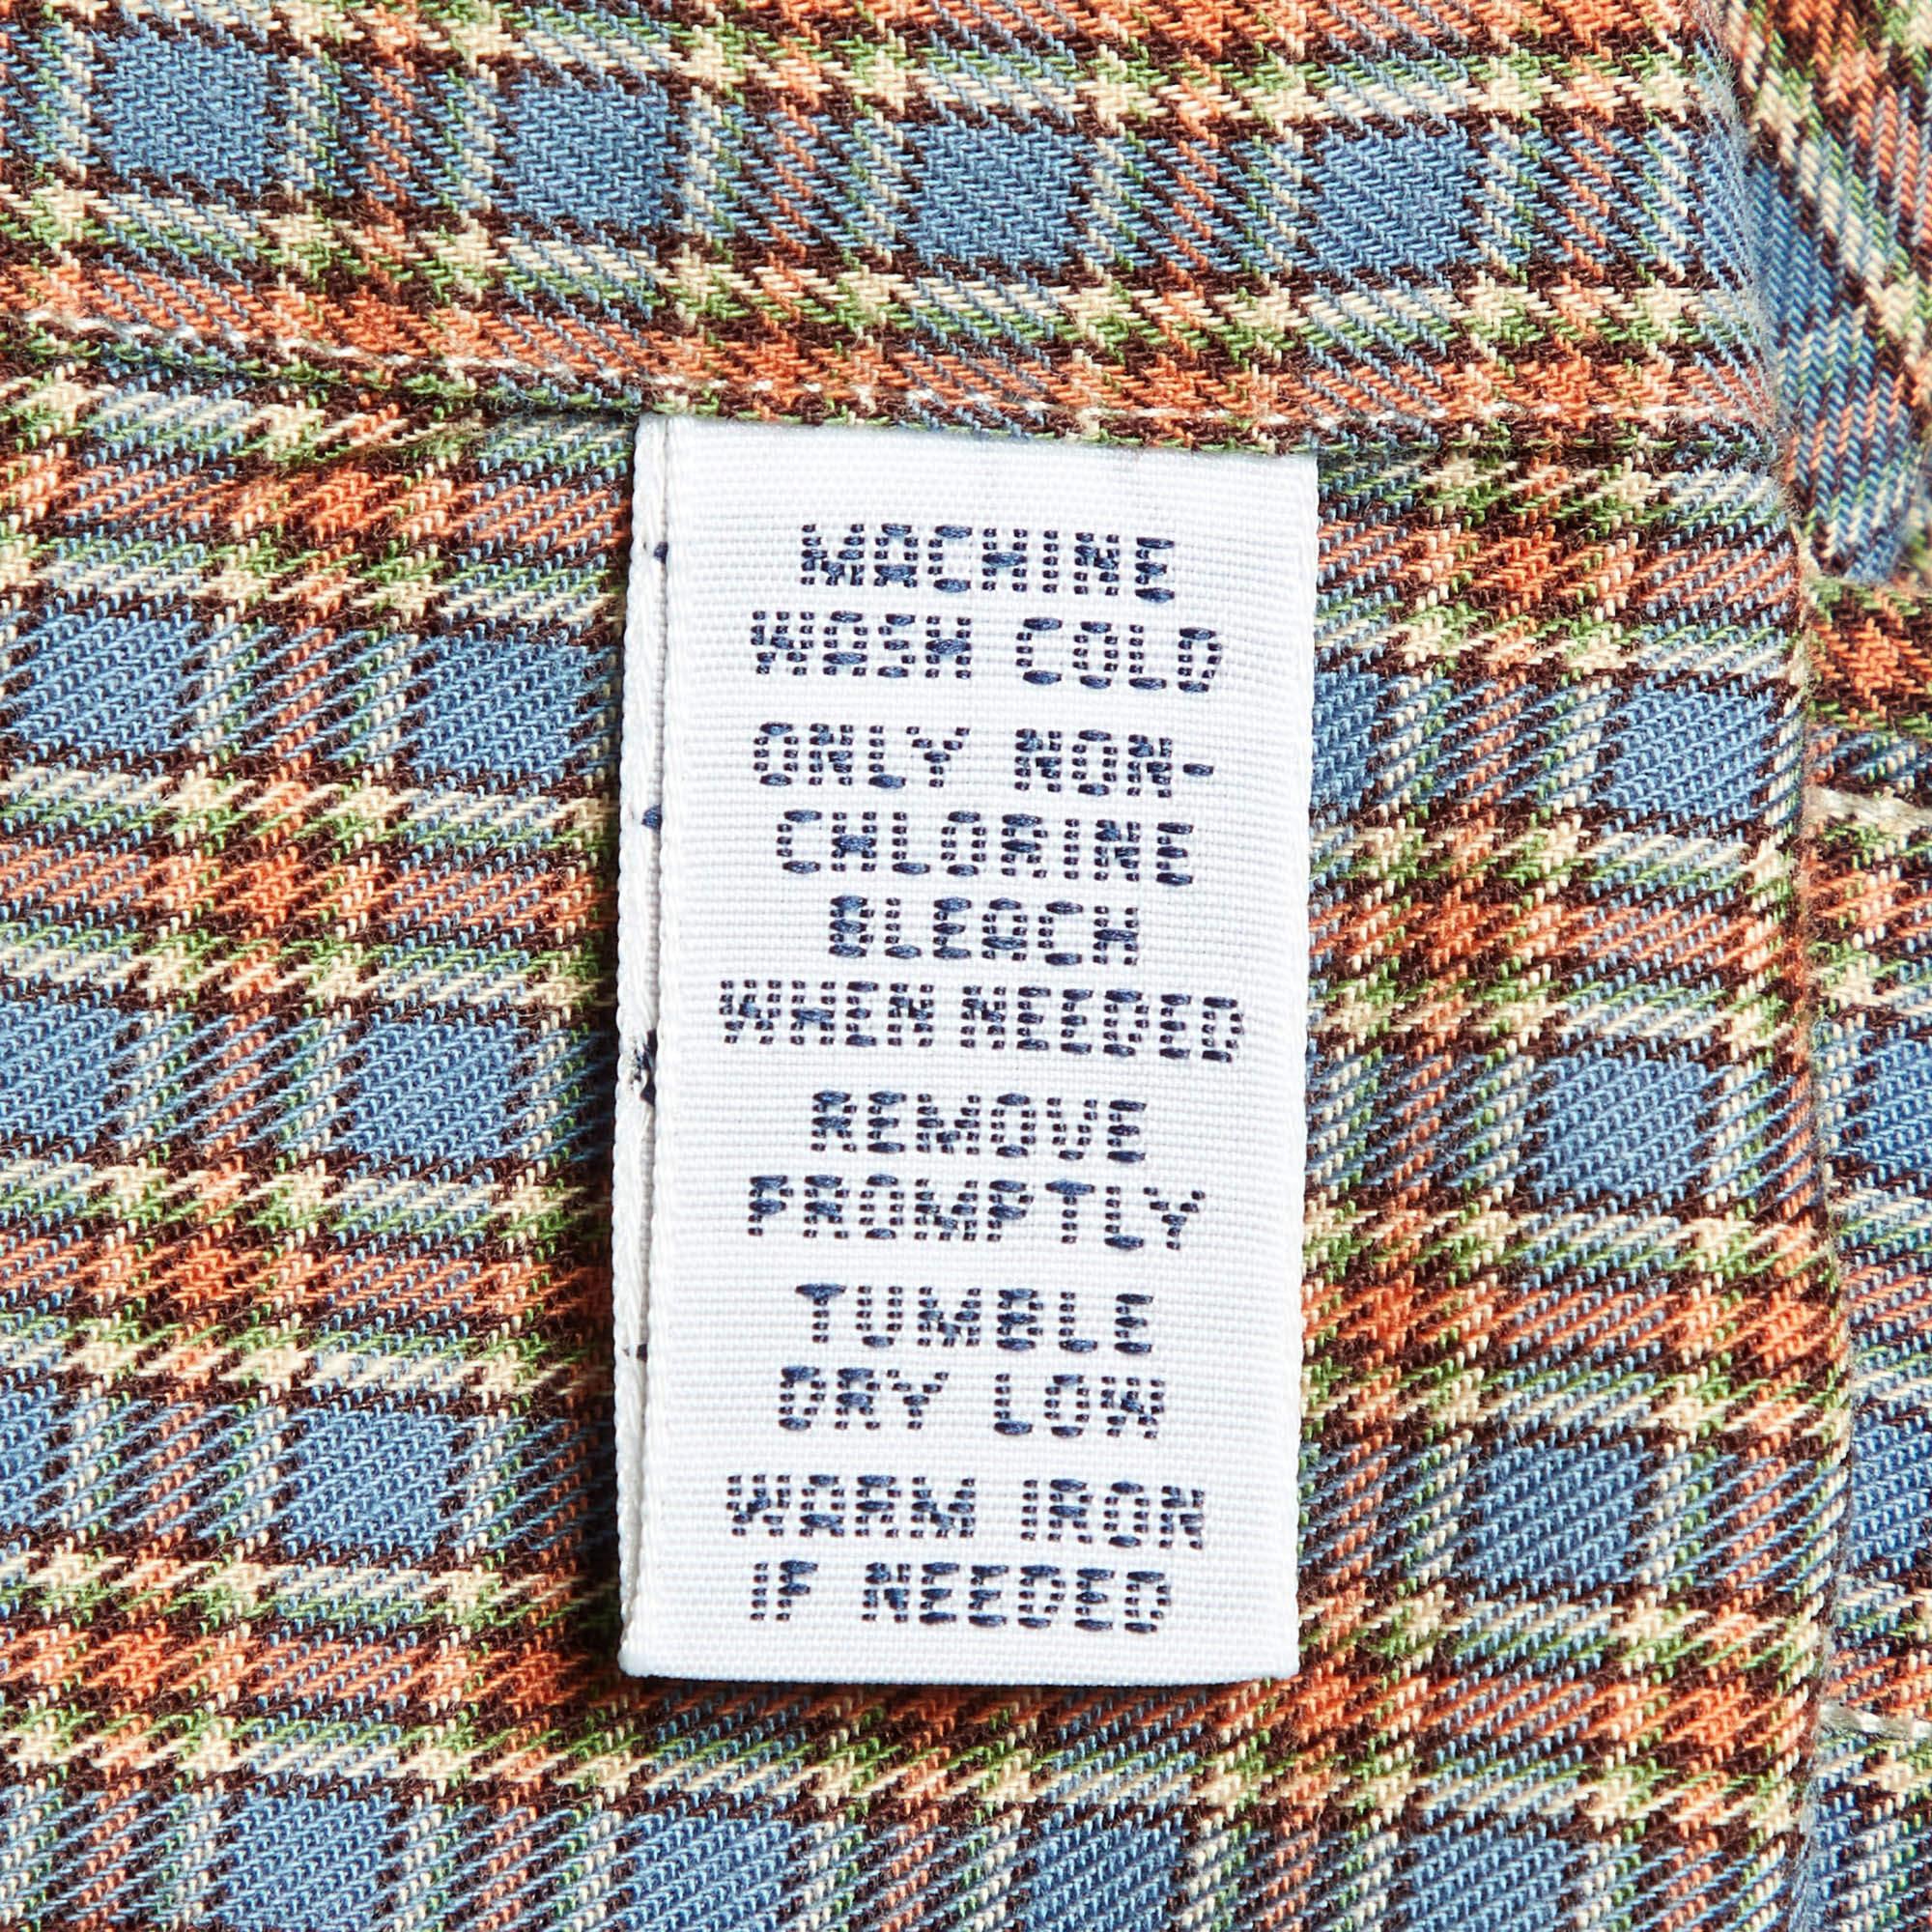 MACHINE
WASH COLD
ONLY NON-
CHLORINE
BLEACH
WHEN NEEDED
REMOVE
PROMPTLY
TUMBLE
DRY LOW
WARM IRON
IF NEEDED